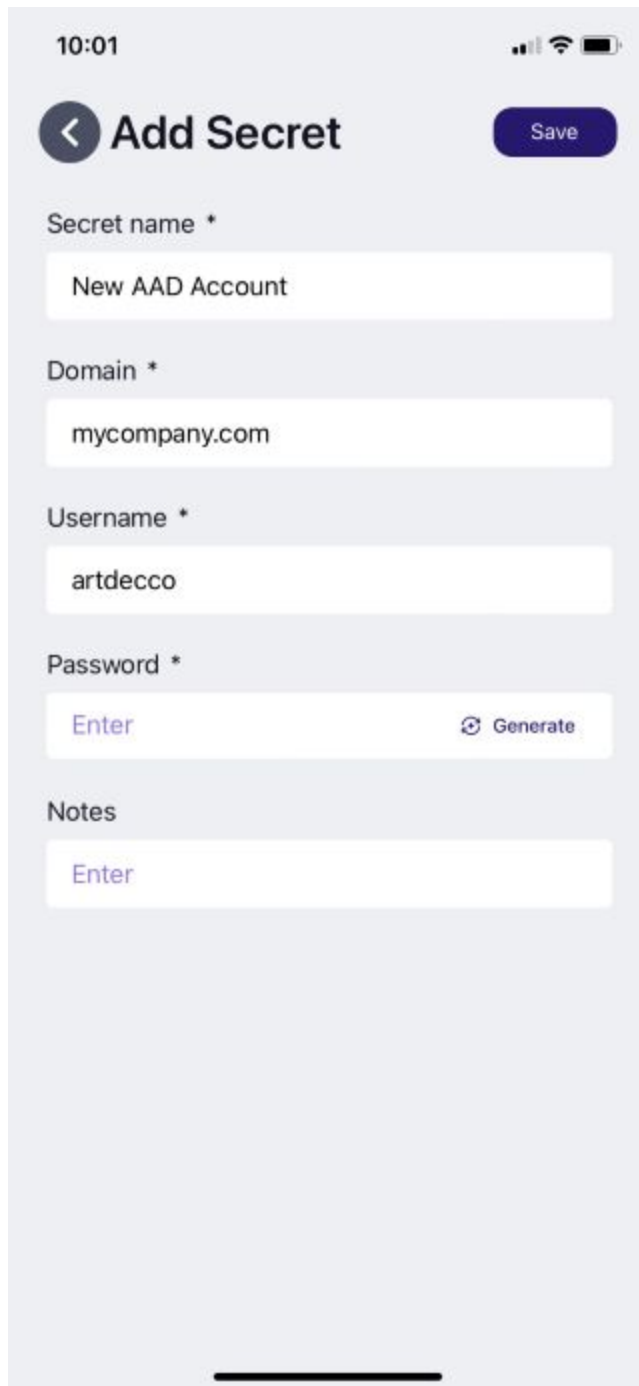 10:01
Add Secret
Save
Secret name *
New AAD Account
Domain *
mycompany.com
Username *
artdecco
Password *
Enter
Generate
Notes
Enter